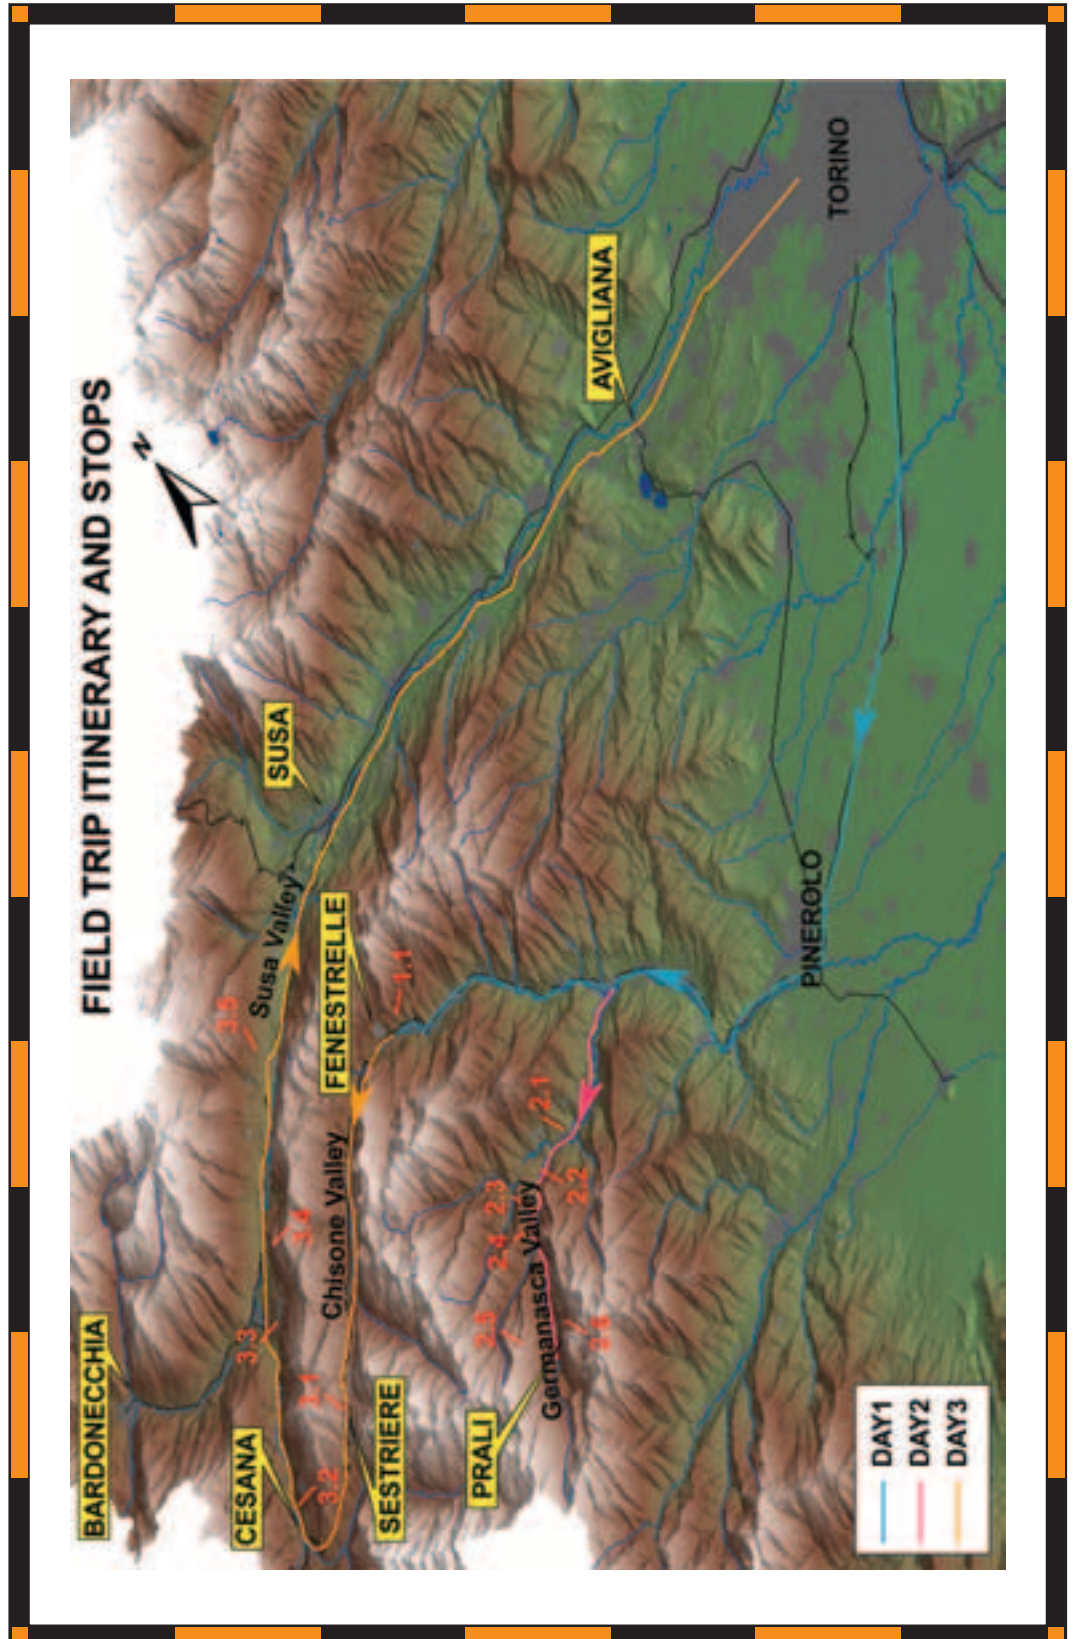 FIELD TRIP ITINERARY AND STOPS
N
BARDONECCHIA
CESANA
SESTRIERE
PRALI
FENESTRELLE
SUSA
AVIGLIANA
TORINO
PINEROLO
Susa Valley
Chisone Valley
Germanasca Valley
1.1
2.1
2.2
2.3
2.4
2.5
2.6
3.1
3.2
3.3
3.4
3.5
DAY1
DAY2
DAY3